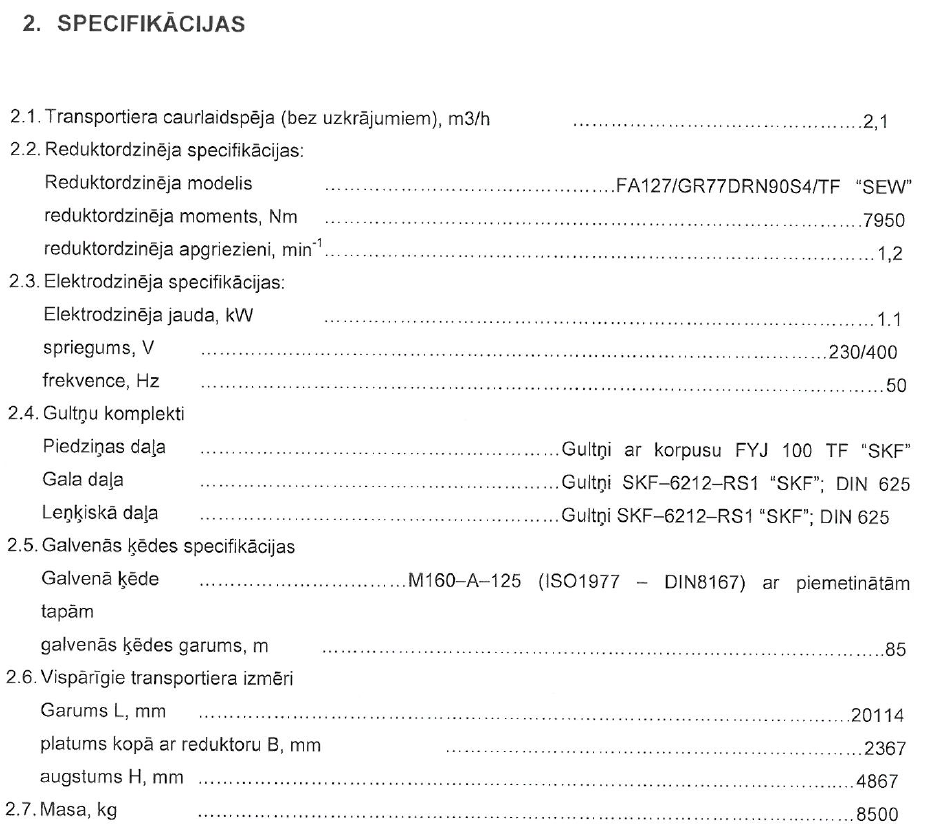 2. SPECIFIKĀCIJAS
2.1. Transportiera caurlaidspēja (bez uzkrājumiem), m3/h ............................................2,1
2.2. Reduktordzinēja specifikācijas:
Reduktordzinēja modelis ............................................FA127/GR77DRN90S4/TF “SEW”
reduktordzinēja moments, Nm ............................................7950
reduktordzinēja apgriezieni, min⁻¹............................................1,2
2.3. Elektrodzinēja specifikācijas:
Elektrodzinēja jauda, kW ............................................1.1
spriegums, V ............................................230/400
frekvence, Hz ............................................50
2.4. Gultņu komplekti
Piedziņas daļa ............................................Gultņi ar korpusu FYJ 100 TF “SKF”
Gala daļa ............................................Gultņi SKF–6212–RS1 “SKF”; DIN 625
Leņķiskā daļa ............................................Gultņi SKF–6212–RS1 “SKF”; DIN 625
2.5. Galvenās ķēdes specifikācijas
Galvenā ķēde ................................M160–A–125 (ISO1977 – DIN8167) ar piemetinātām
tapām
galvenās ķēdes garums, m ............................................85
2.6. Vispārīgie transportiera izmēri
Garums L, mm ............................................20114
platums kopā ar reduktoru B, mm ............................................2367
augstums H, mm ............................................4867
2.7. Masa, kg ............................................8500